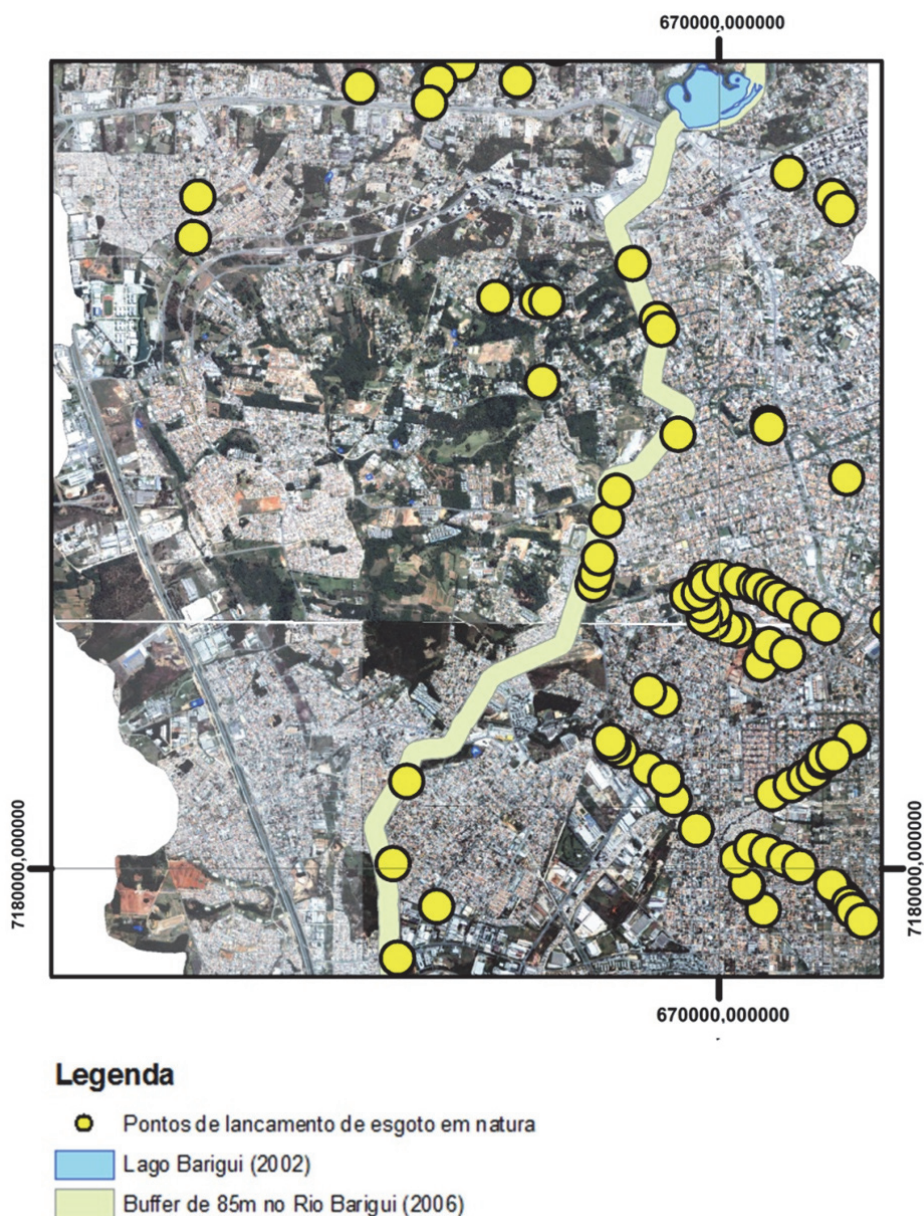 670000,000000
7180000,000000
7180000,000000
670000,000000
Legenda
Pontos de lancamento de esgoto em natura
Lago Barigui (2002)
Buffer de 85m no Rio Barigui (2006)